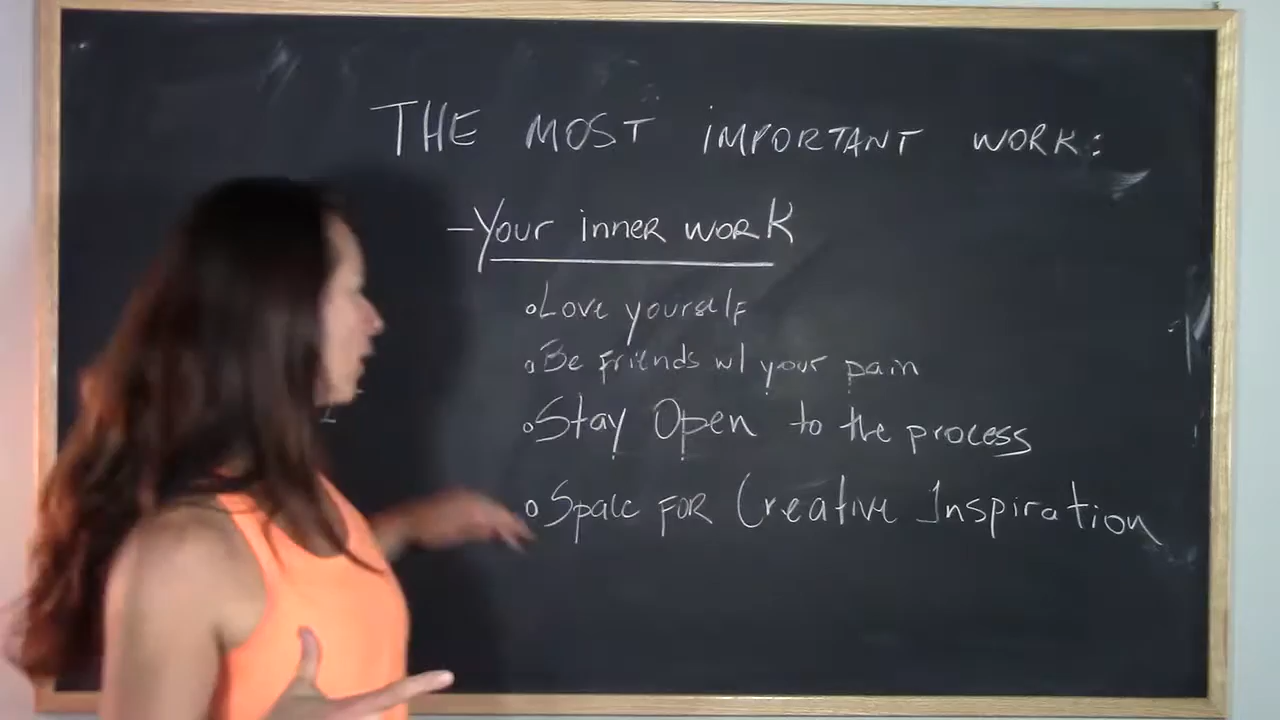 THE MOST IMPORTANT WORK:
- Your inner work
Love yourself
Be friends w/ your pain
Stay Open to the process
Space for Creative Inspiration